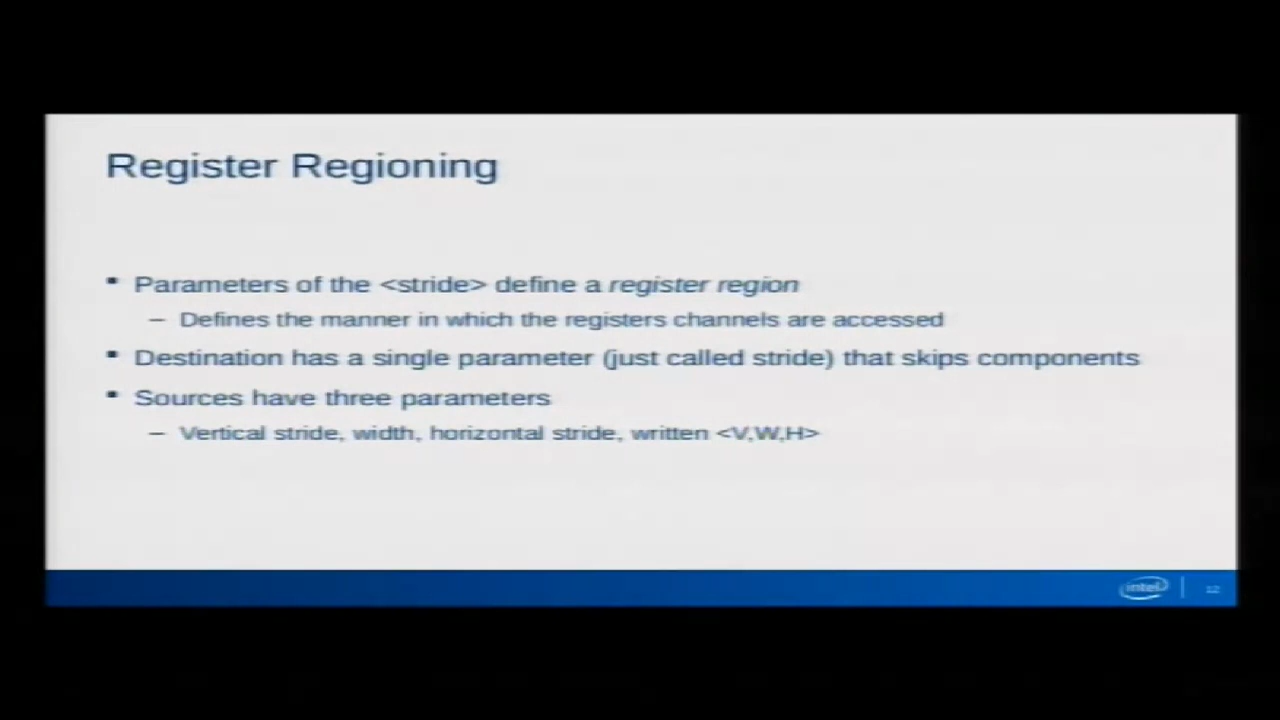 Register Regioning
▪ Parameters of the <stride> define a register region
– Defines the manner in which the registers channels are accessed
▪ Destination has a single parameter (just called stride) that skips components
▪ Sources have three parameters
– Vertical stride, width, horizontal stride, written <V,W,H>
intel
12